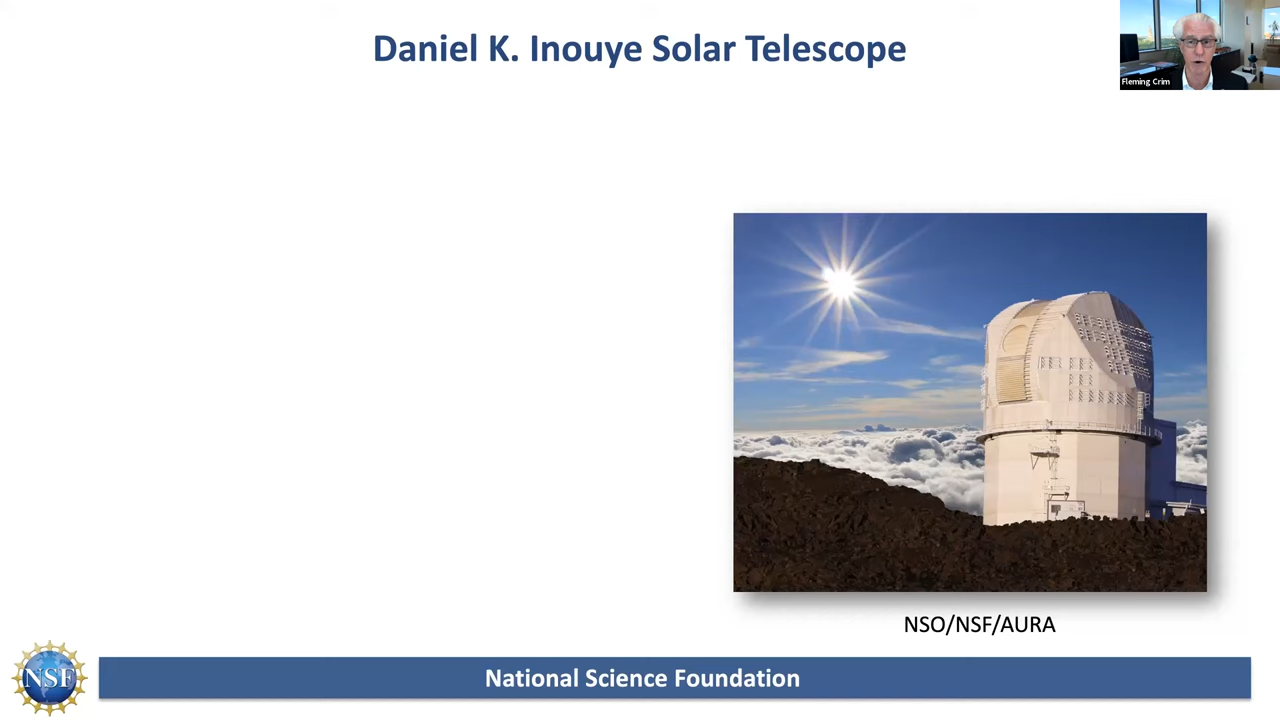 Daniel K. Inouye Solar Telescope
Fleming Crim
NSO/NSF/AURA
NSF
National Science Foundation